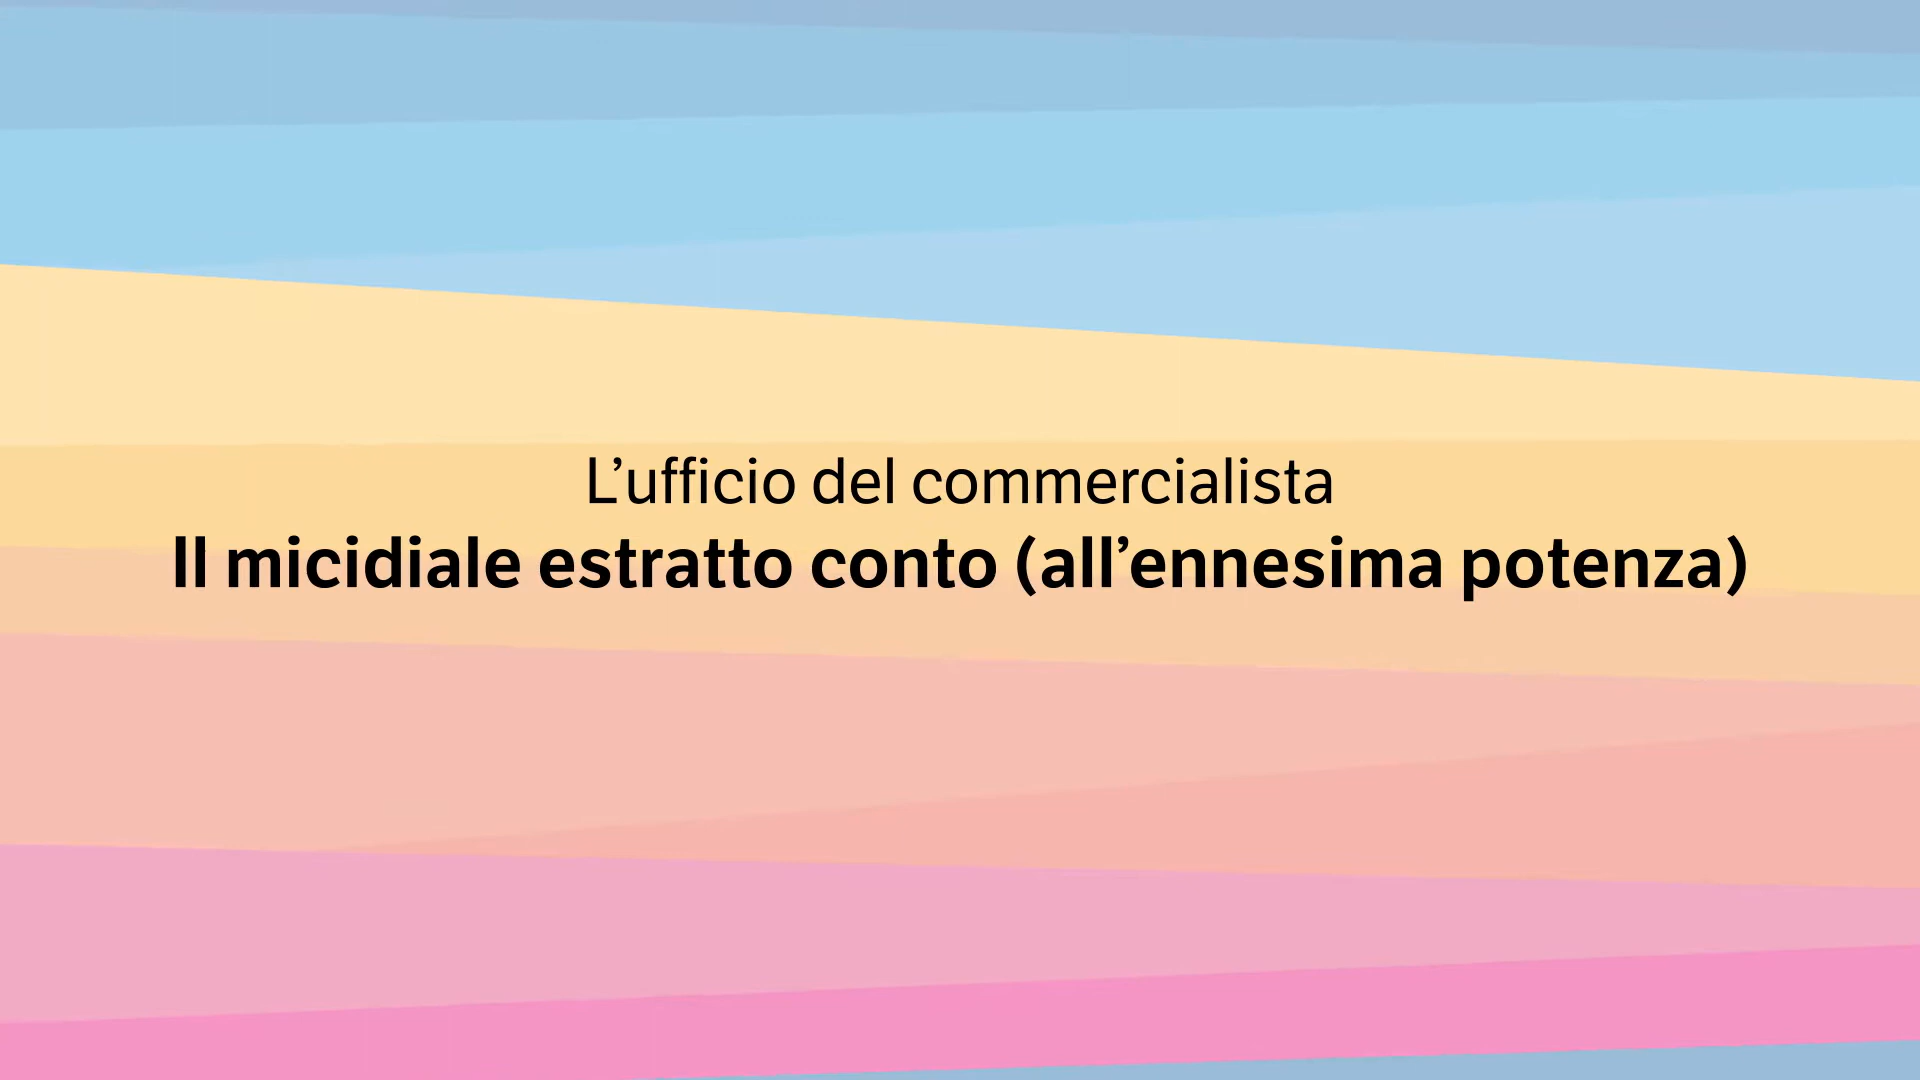 L’ufficio del commercialista
Il micidiale estratto conto (all’ennesima potenza)